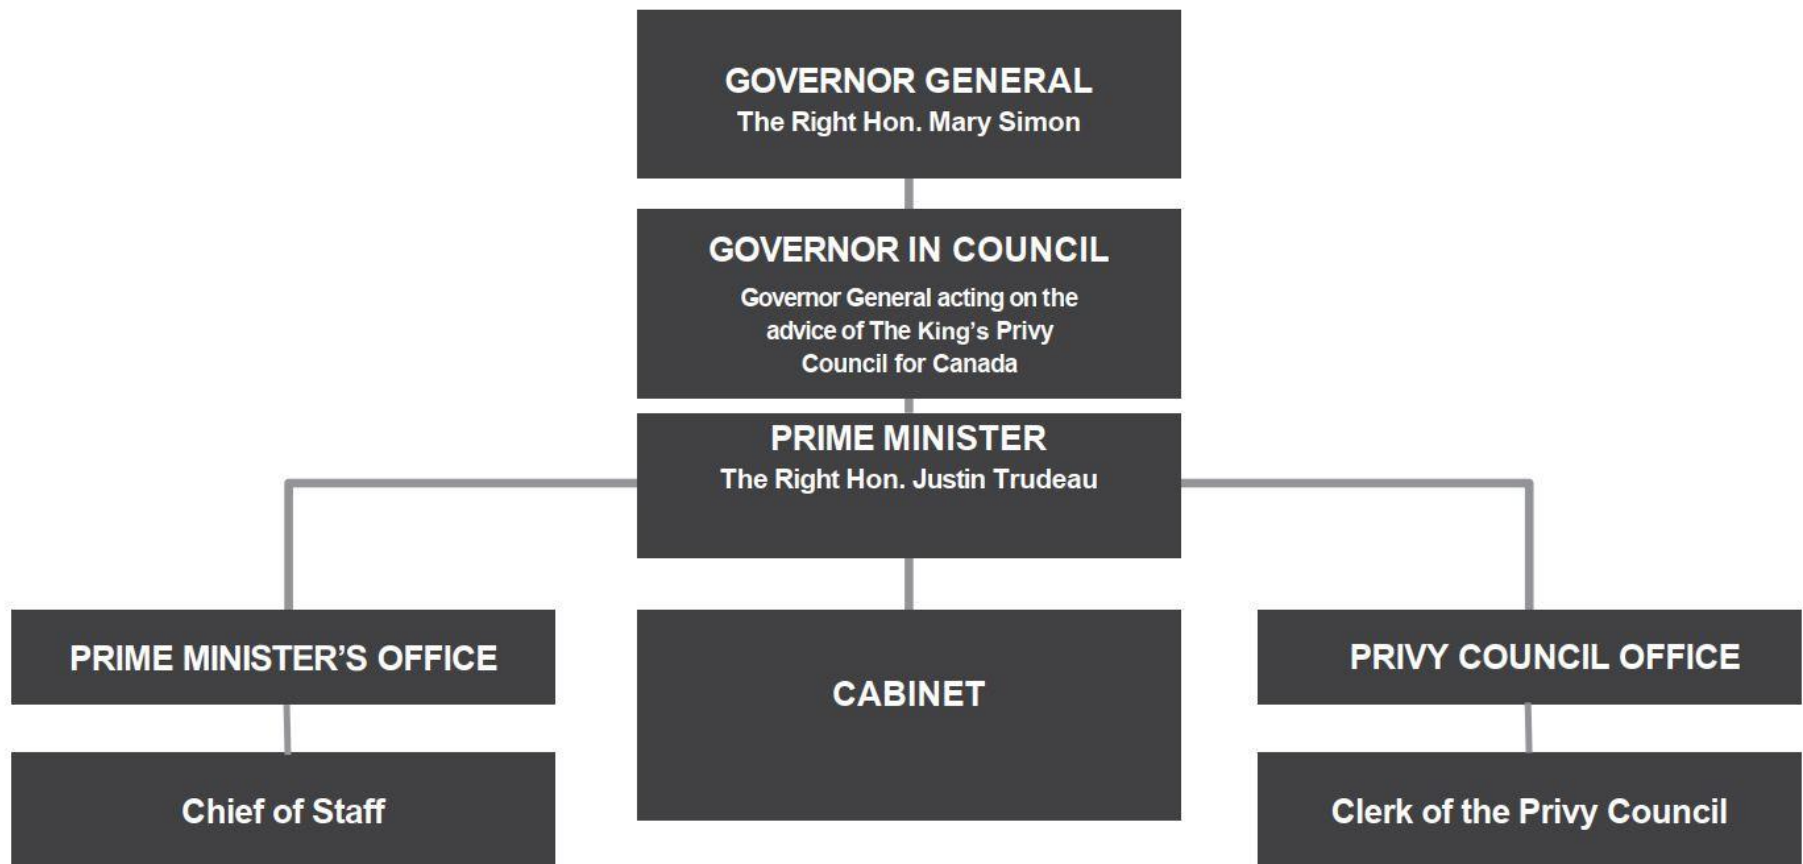 GOVERNOR GENERAL
The Right Hon. Mary Simon
GOVERNOR IN COUNCIL
Governor General acting on the
advice of The King’s Privy
Council for Canada
PRIME MINISTER
The Right Hon. Justin Trudeau
PRIME MINISTER’S OFFICE
CABINET
PRIVY COUNCIL OFFICE
Chief of Staff
Clerk of the Privy Council